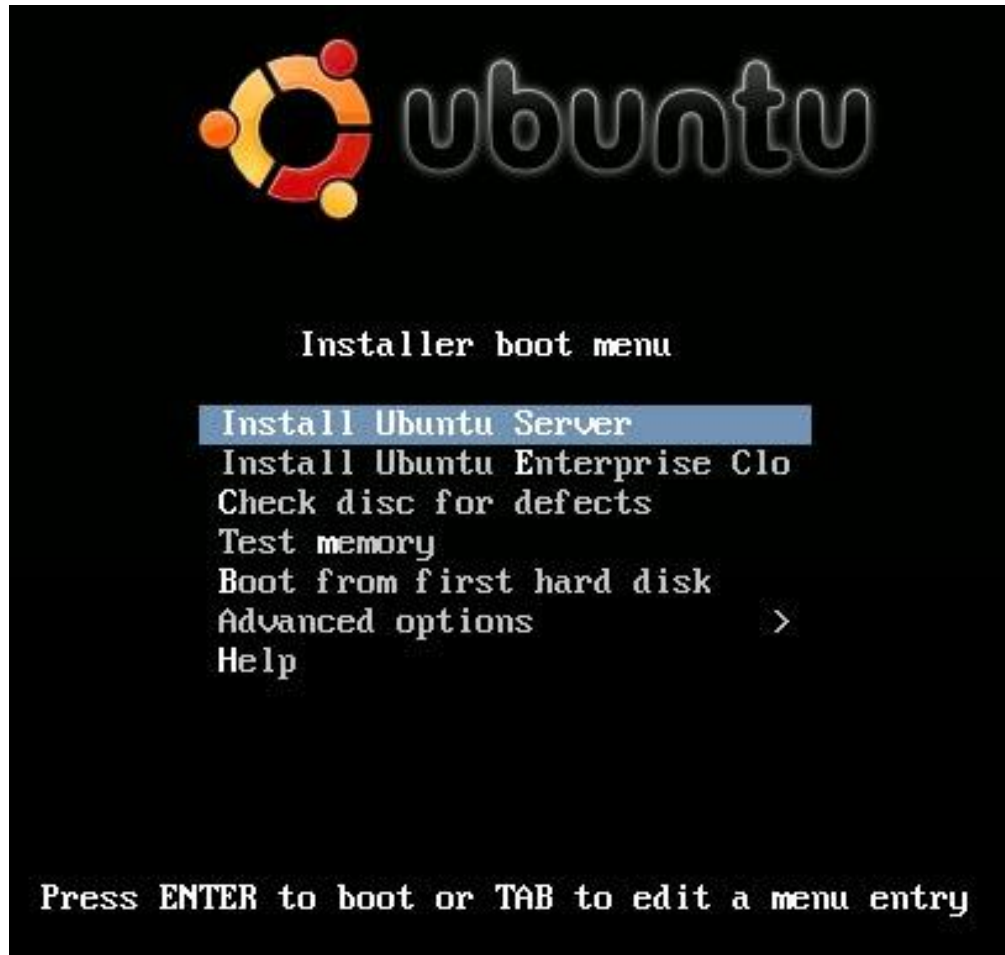 ubuntu
Installer boot menu
Install Ubuntu Server
Install Ubuntu Enterprise Clo
Check disc for defects
Test memory
Boot from first hard disk
Advanced options >
Help
Press ENTER to boot or TAB to edit a menu entry